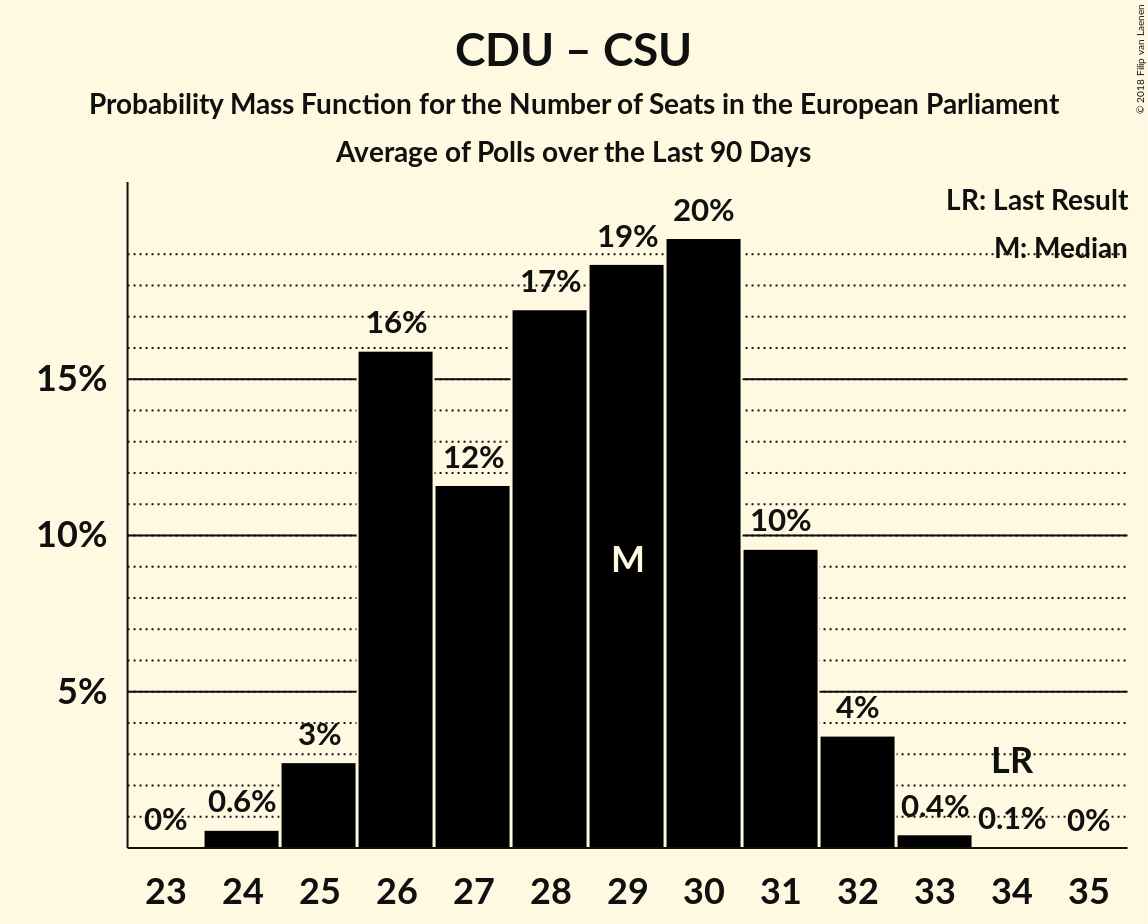 CDU – CSU
Probability Mass Function for the Number of Seats in the European Parliament
Average of Polls over the Last 90 Days
© 2018 Filip van Laenen
LR: Last Result
M: Median
20%
19%
17%
16%
15%
12%
10%
10%
M
5%
4%
3%
LR
0.6%
0.4%
0%
0.1%
0%
23 24 25 26 27 28 29 30 31 32 33 34 35